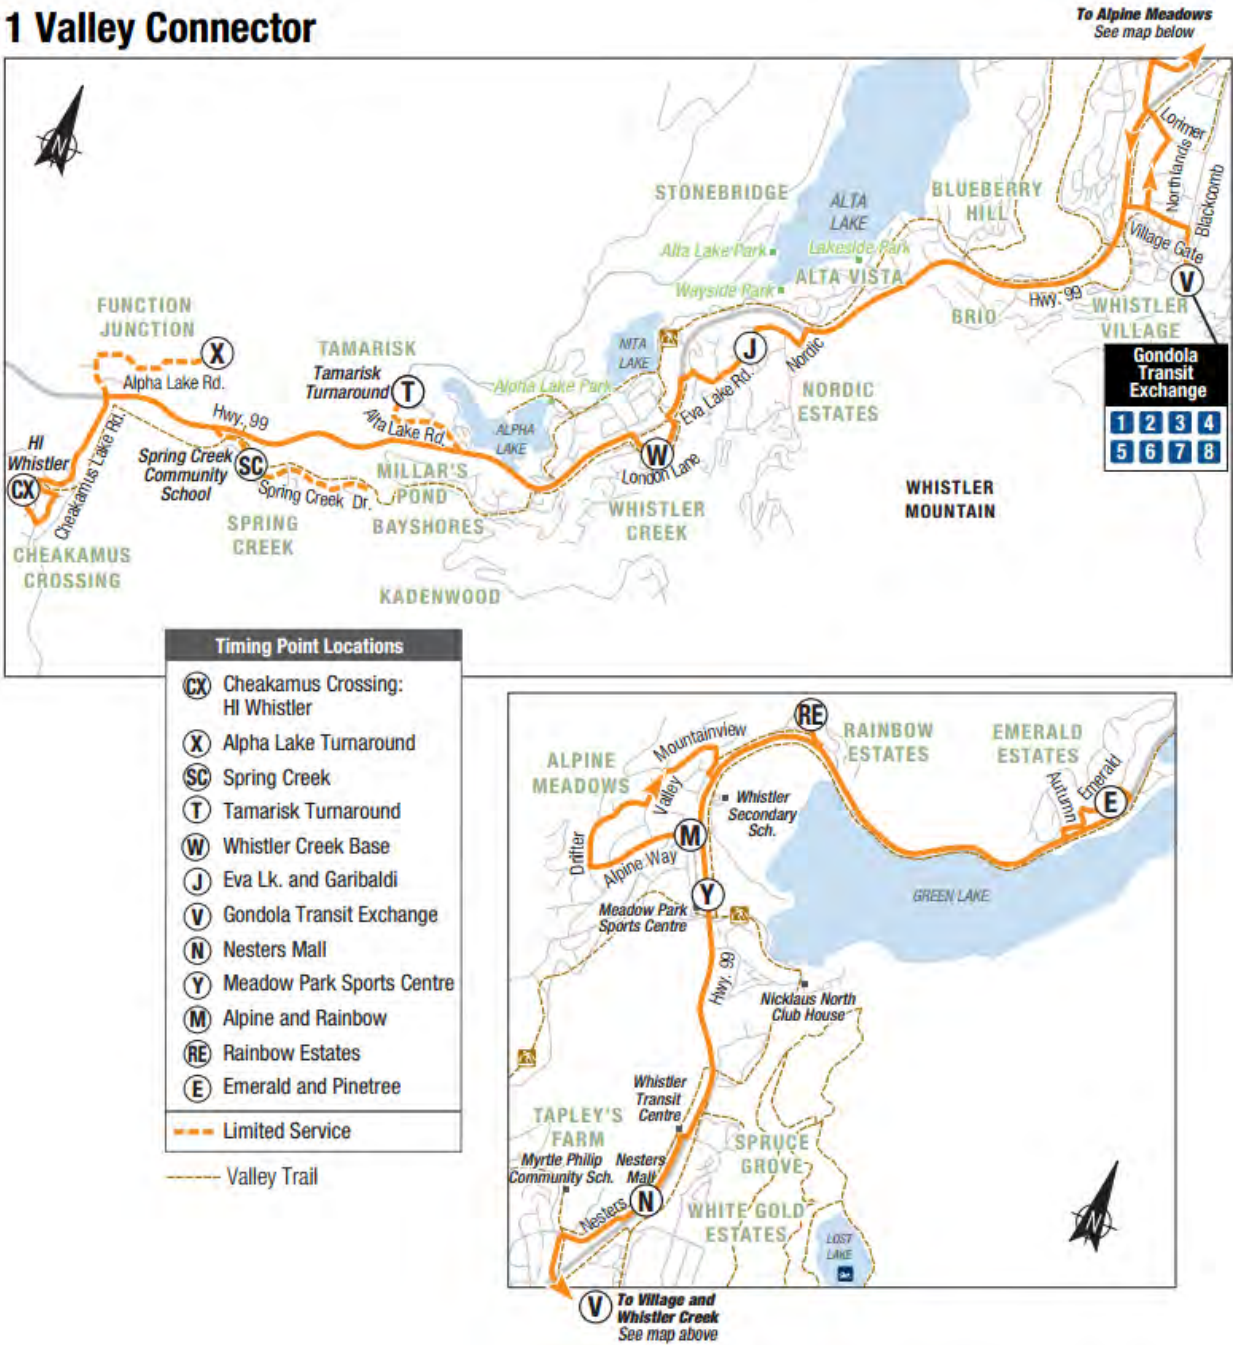 1 Valley Connector
To Alpine Meadows
See map below
N
Lorimer
Northlands
Blackcomb
Village Gate
V
STONEBRIDGE
ALTA
LAKE
BLUEBERRY
HILL
Alta Lake Park
Lakeside Park
ALTA VISTA
Wayside Park
Hwy. 99
BRIO
WHISTLER
VILLAGE
Gondola
Transit
Exchange
1 2 3 4
5 6 7 8
FUNCTION
JUNCTION
X
Alpha Lake Rd.
TAMARISK
Tamarisk
Turnaround
T
Alta Lake Rd.
NITA
LAKE
J
Nordic
Alpha Lake Park
Eva Lake Rd.
NORDIC
ESTATES
Hwy. 99
ALPHA
LAKE
HI
Whistler
CX
Cheakamus Lake Rd.
Spring Creek
Community
School
SC
Spring Creek Dr.
MILLAR'S
POND
W
London Lane
WHISTLER
MOUNTAIN
SPRING
CREEK
BAYSHORES
WHISTLER
CREEK
CHEAKAMUS
CROSSING
KADENWOOD
Timing Point Locations
CX Cheakamus Crossing:
HI Whistler
X Alpha Lake Turnaround
SC Spring Creek
T Tamarisk Turnaround
W Whistler Creek Base
J Eva Lk. and Garibaldi
V Gondola Transit Exchange
N Nesters Mall
Y Meadow Park Sports Centre
M Alpine and Rainbow
RE Rainbow Estates
E Emerald and Pinetree
Limited Service
Valley Trail
RE
RAINBOW
ESTATES
EMERALD
ESTATES
Mountainview
ALPINE
MEADOWS
Valley
Whistler
Secondary
Sch.
Autumn
Emerald
E
M
Drifter
Alpine Way
Y
Meadow Park
Sports Centre
GREEN LAKE
Hwy. 99
Nicklaus North
Club House
Whistler
Transit
Centre
TAPLEY'S
FARM
SPRUCE
GROVE
Myrtle Philip
Community Sch.
Nesters
Mall
N
Nesters
WHITE GOLD
ESTATES
LOST
LAKE
N
V
To Village and
Whistler Creek
See map above